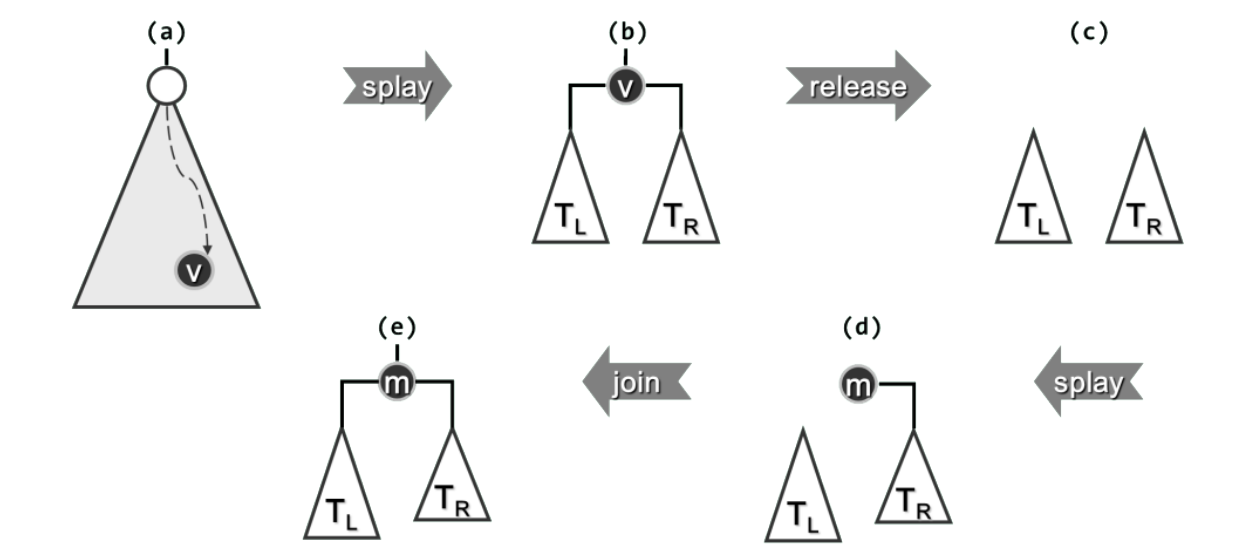 (a)
splay
(b)
release
(c)
v
T_L
T_R
T_L
T_R
v
(e)
join
(d)
splay
m
T_L
T_R
m
T_L
T_R